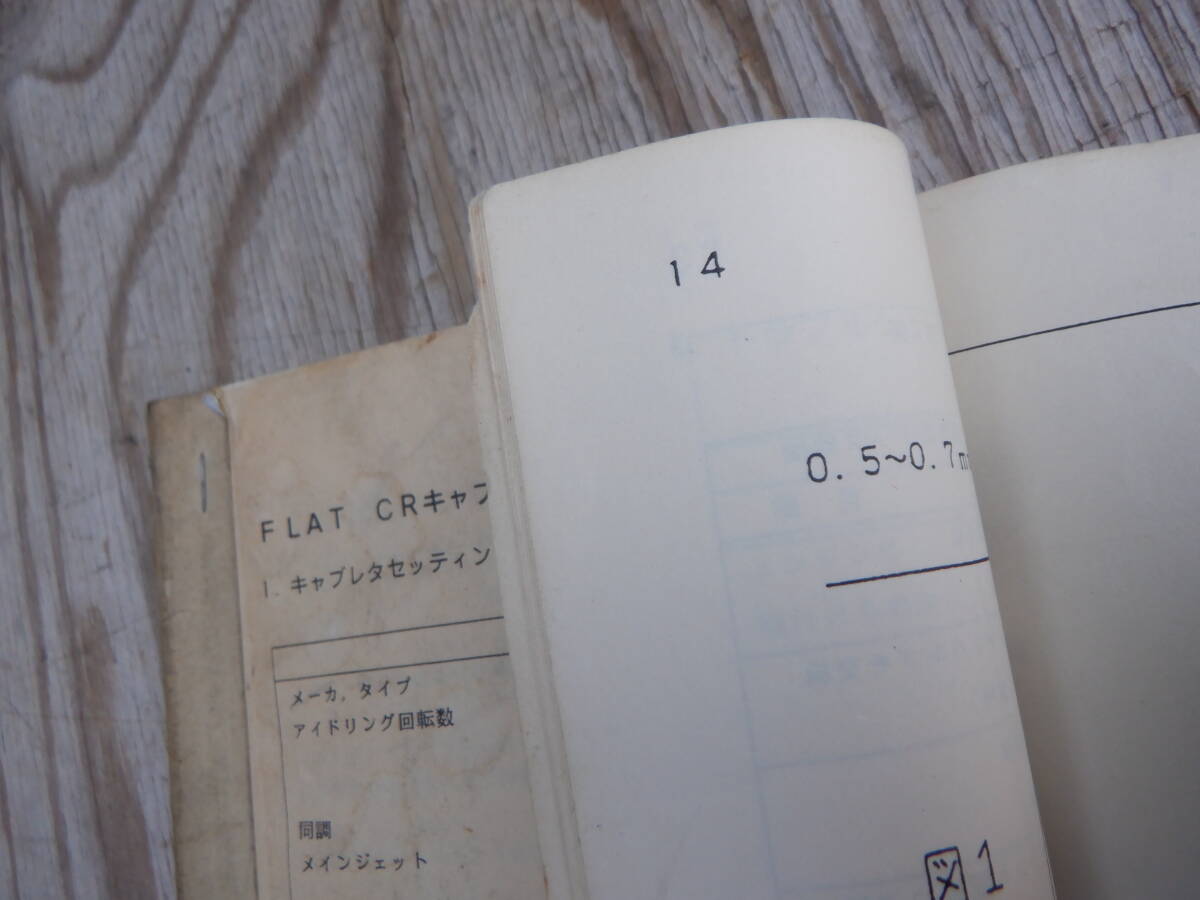 FLAT CRキャブ
1. キャブレタセッティン
メーカ, タイプ
アイドリング回転数
同調
メインジェット
14
0.5~0.7m
図1